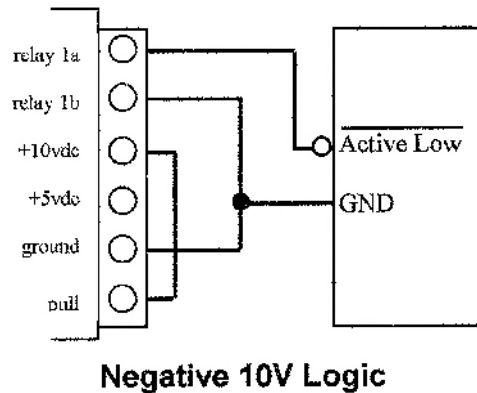 relay 1a
relay 1b
+10vdc
+5vdc
ground
pull
Active Low
GND
Negative 10V Logic